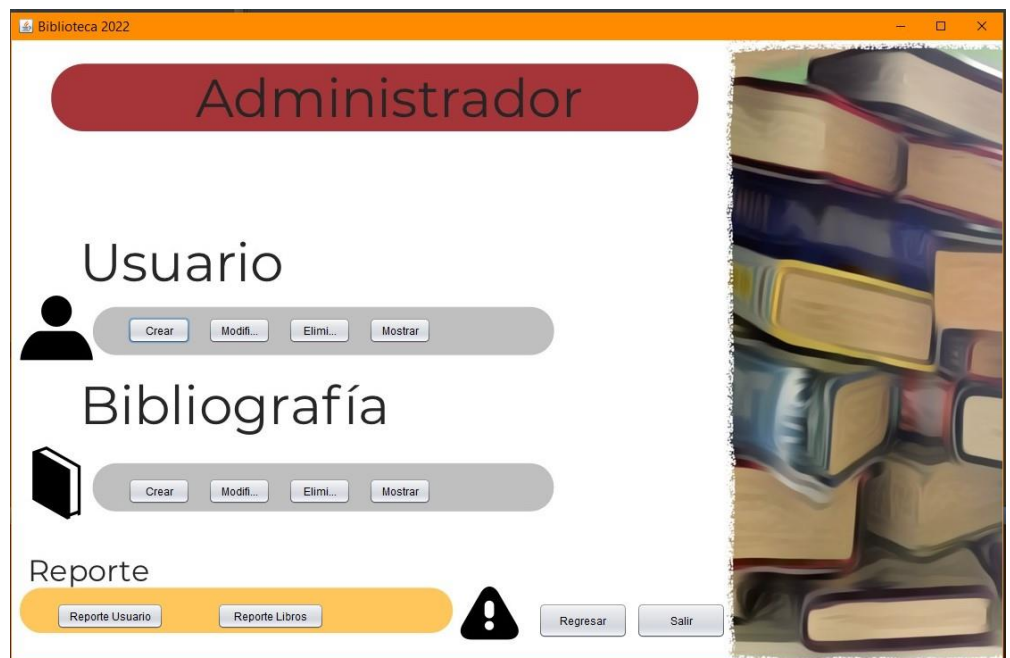 Biblioteca 2022
Administrador
Usuario
Crear Modifi... Elimi... Mostrar
Bibliografía
Crear Modifi... Elimi... Mostrar
Reporte
Reporte Usuario Reporte Libros Regresar Salir